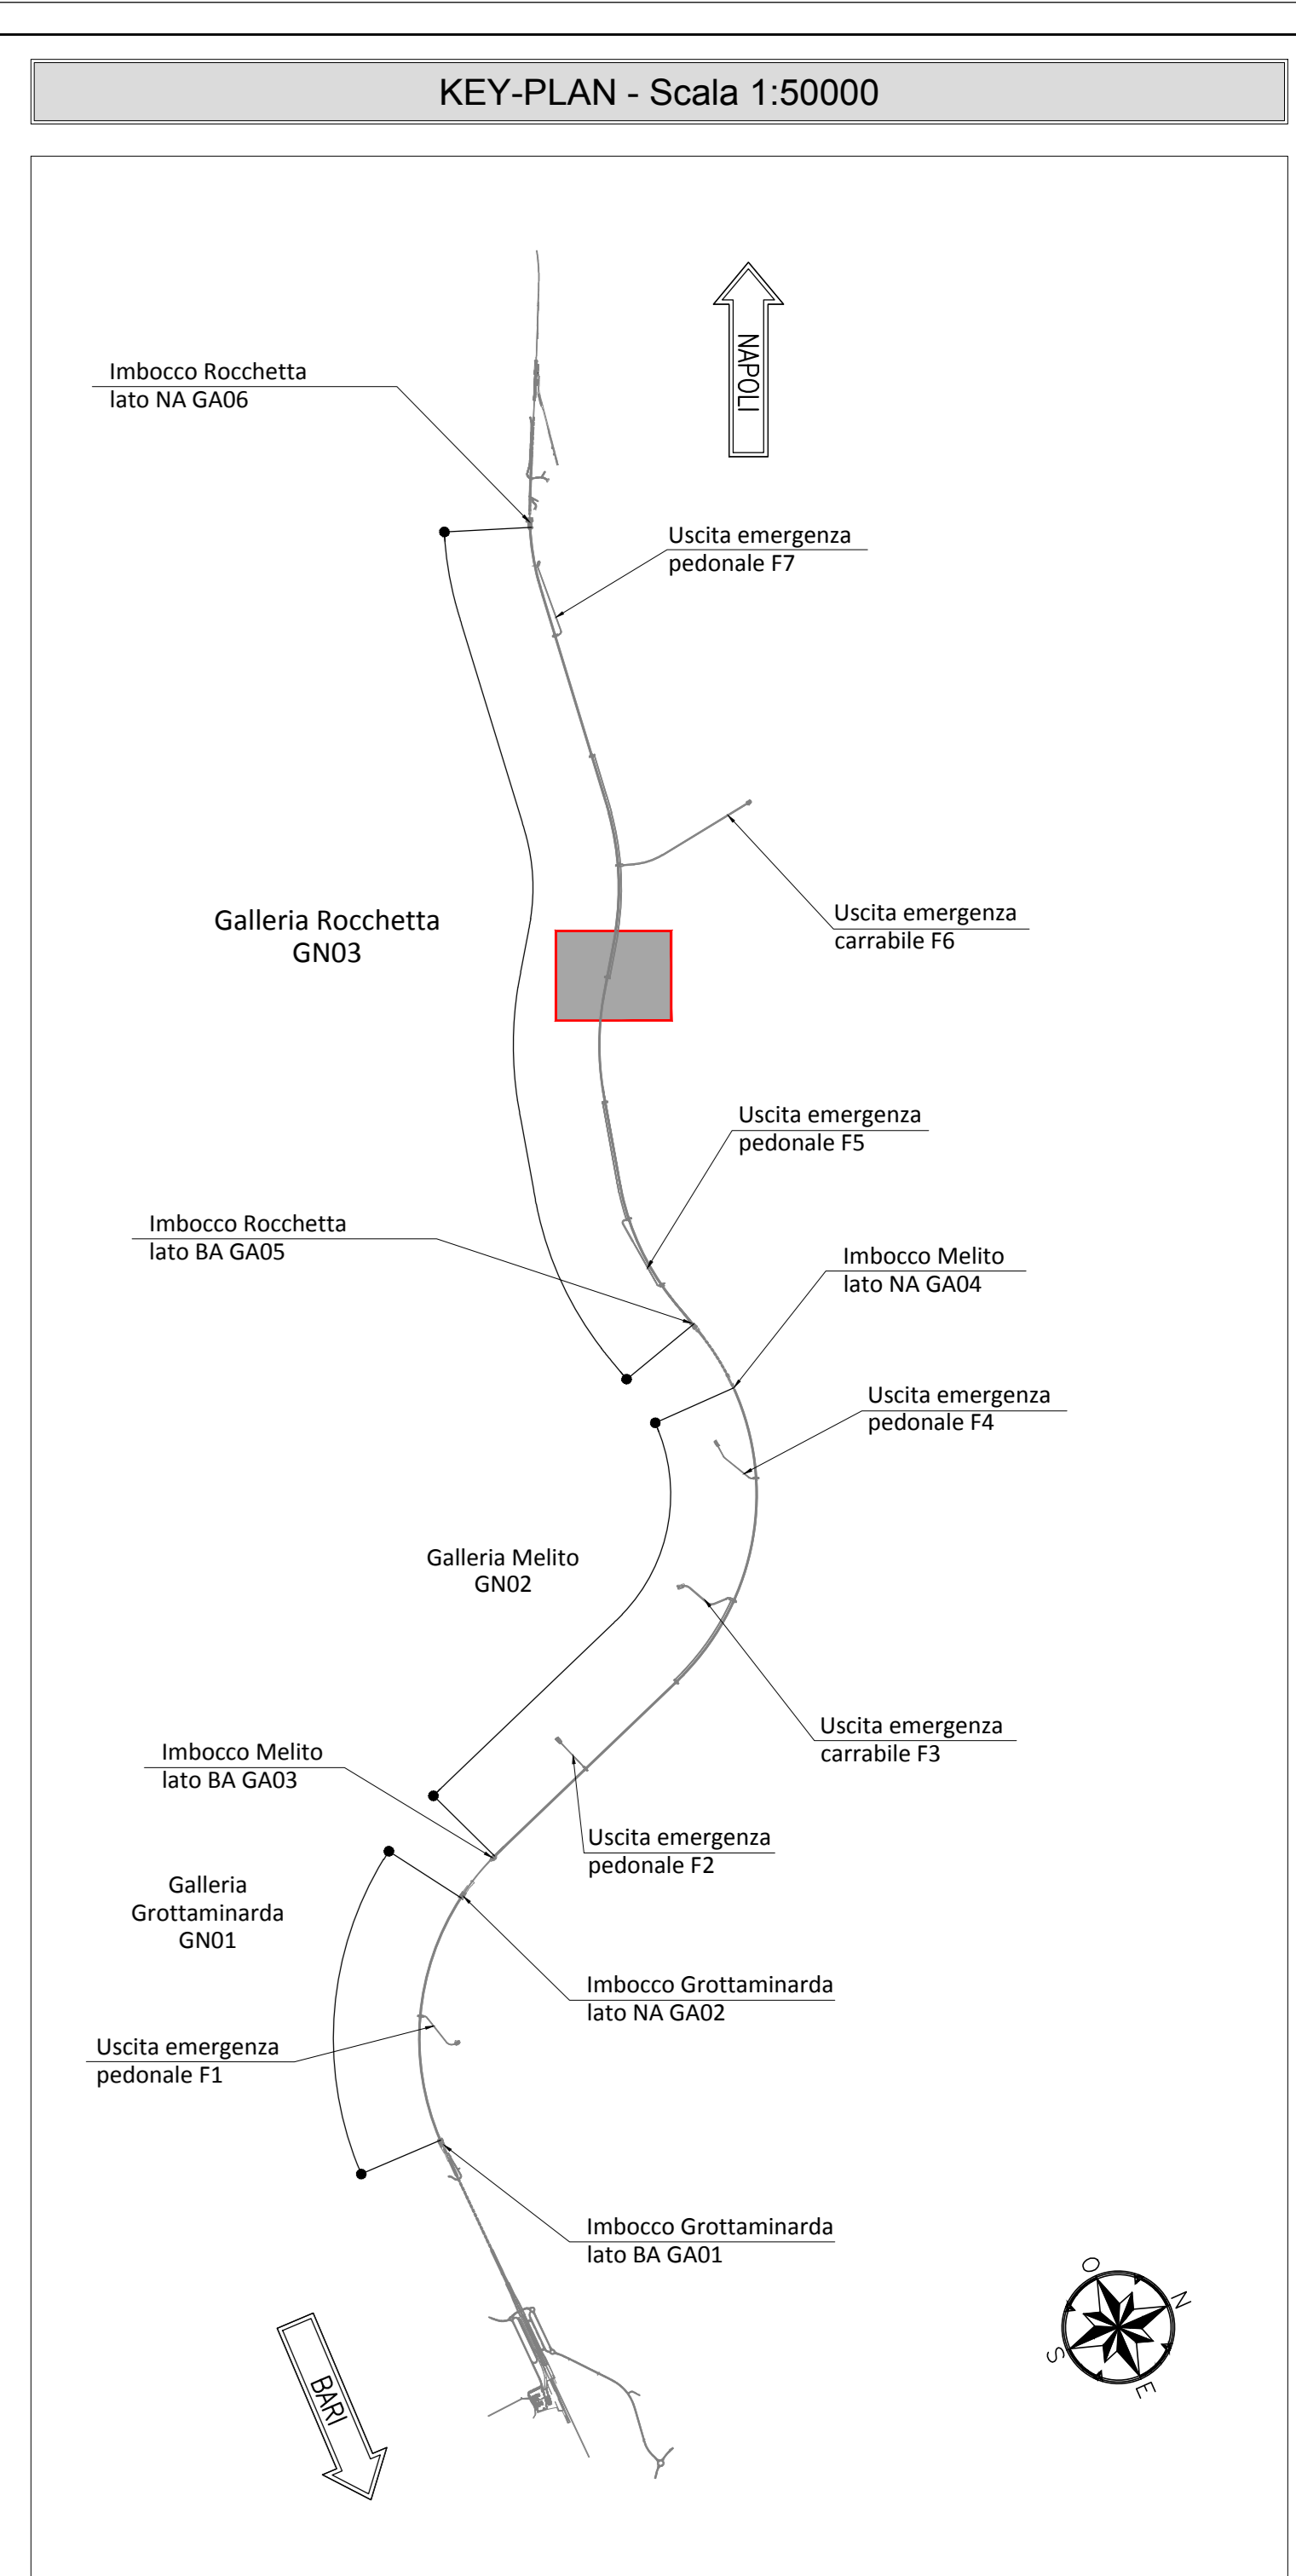 KEY-PLAN - Scala 1:50000
NAPOLI
Imbocco Rocchetta
lato NA GA06
Uscita emergenza
pedonale F7
Galleria Rocchetta
GN03
Uscita emergenza
carrabile F6
Uscita emergenza
pedonale F5
Imbocco Rocchetta
lato BA GA05
Imbocco Melito
lato NA GA04
Uscita emergenza
pedonale F4
Galleria Melito
GN02
Uscita emergenza
carrabile F3
Imbocco Melito
lato BA GA03
Uscita emergenza
pedonale F2
Galleria
Grottaminarda
GN01
Imbocco Grottaminarda
lato NA GA02
Uscita emergenza
pedonale F1
Imbocco Grottaminarda
lato BA GA01
O
N
S
E
BARI